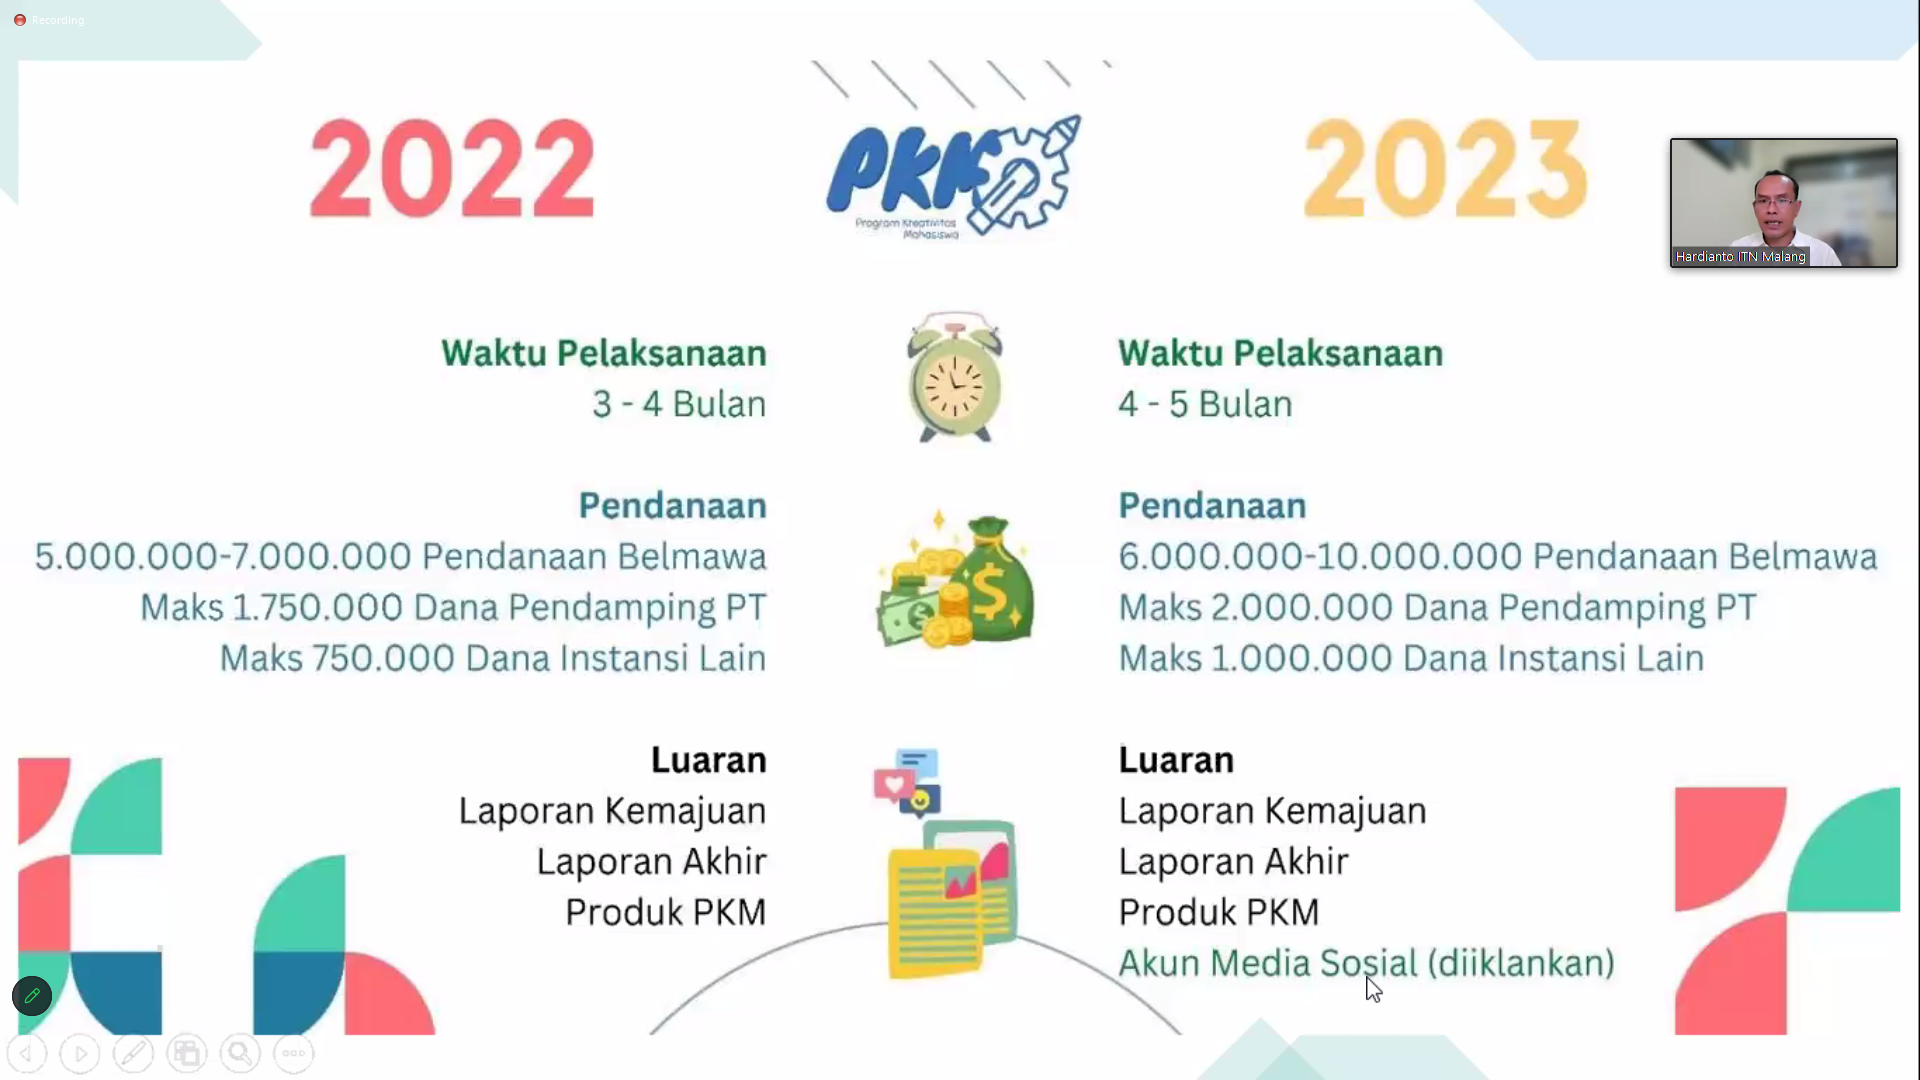 Recording
2022
PKM
Program Kreativitas
Mahasiswa
2023
Hardianto ITN Malang
Waktu Pelaksanaan
3 - 4 Bulan
Waktu Pelaksanaan
4 - 5 Bulan
Pendanaan
5.000.000-7.000.000 Pendanaan Belmawa
Maks 1.750.000 Dana Pendamping PT
Maks 750.000 Dana Instansi Lain
Pendanaan
6.000.000-10.000.000 Pendanaan Belmawa
Maks 2.000.000 Dana Pendamping PT
Maks 1.000.000 Dana Instansi Lain
Luaran
Laporan Kemajuan
Laporan Akhir
Produk PKM
Luaran
Laporan Kemajuan
Laporan Akhir
Produk PKM
Akun Media Sosial (diiklankan)